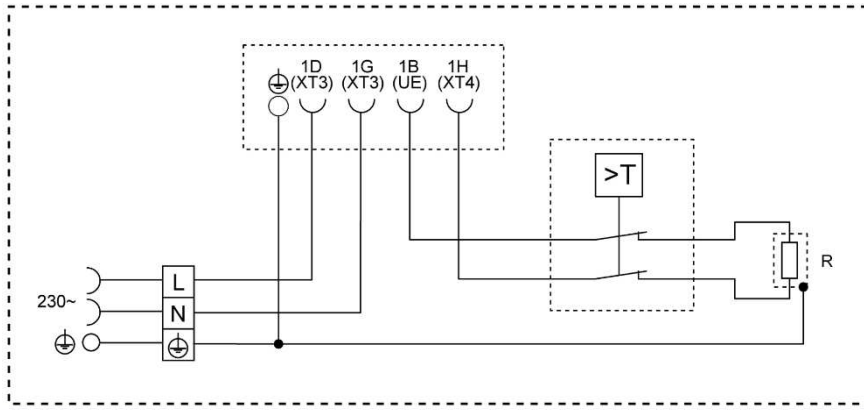 1D 1G 1B 1H
(XT3) (XT3) (UE) (XT4)
>T
R
L
230~
N